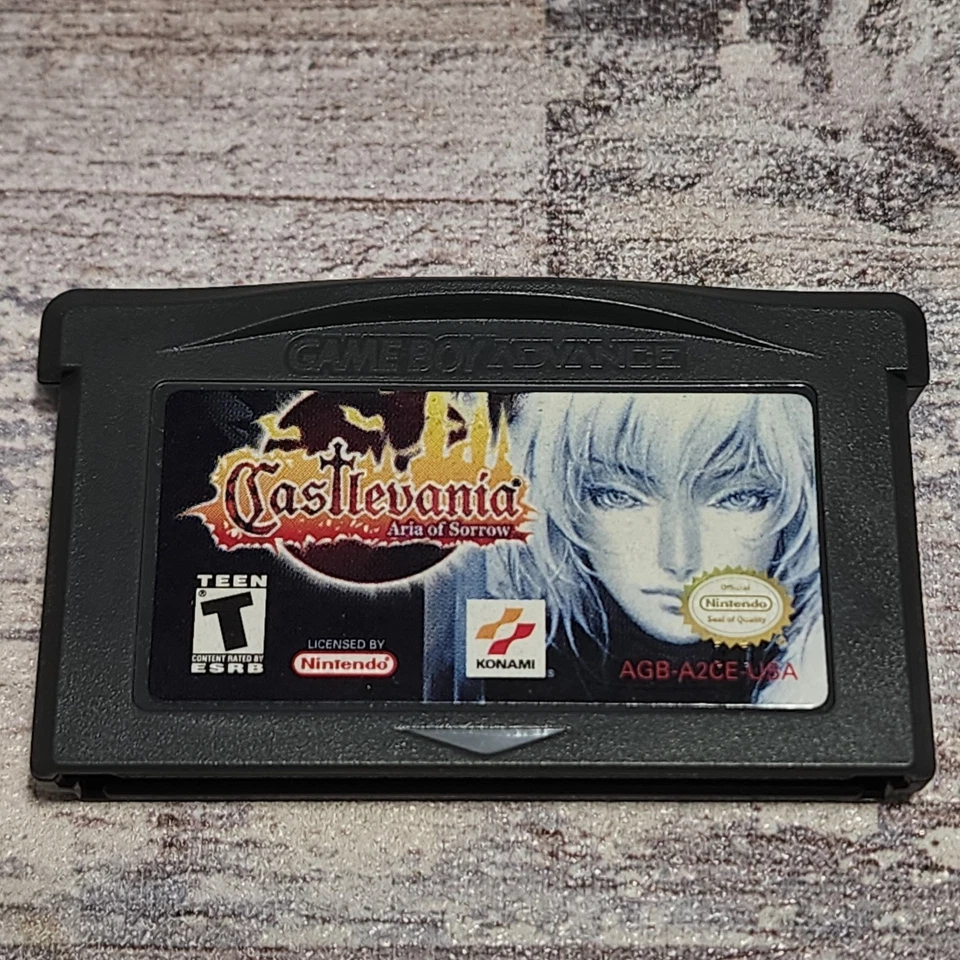 GAME BOY ADVANCE
Castlevania
Aria of Sorrow
TEEN
T
®
CONTENT RATED BY
ESRB
LICENSED BY
Nintendo®
KONAMI
Official
Nintendo
Seal of Quality
AGB-A2CE-USA